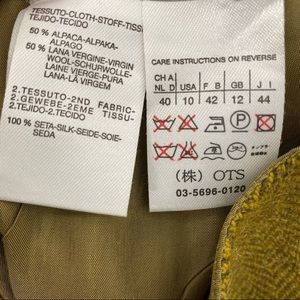 TESSUTO-CLOTH-STOFF-TISS
TEJIDO-TECIDO
50 % ALPACA-ALPAKA-
ALPAGO
50 % LANA VERGINE-VIRGIN
WOOL-SCHURWOLLE-
LAINE VIERGE-PURA
LANA-LÃ VIRGEM
2.TESSUTO-2ND FABRIC-
2.GEWEBE-2EME TISSU-
2.TEJIDO-2.TECIDO
100 % SETA-SILK-SEIDE-SOIE-
SEDA
CARE INSTRUCTIONS ON REVERSE
CH A USA F B GB J I
NL D
40 10 42 12 44
P
(株) OTS
03-5696-0120